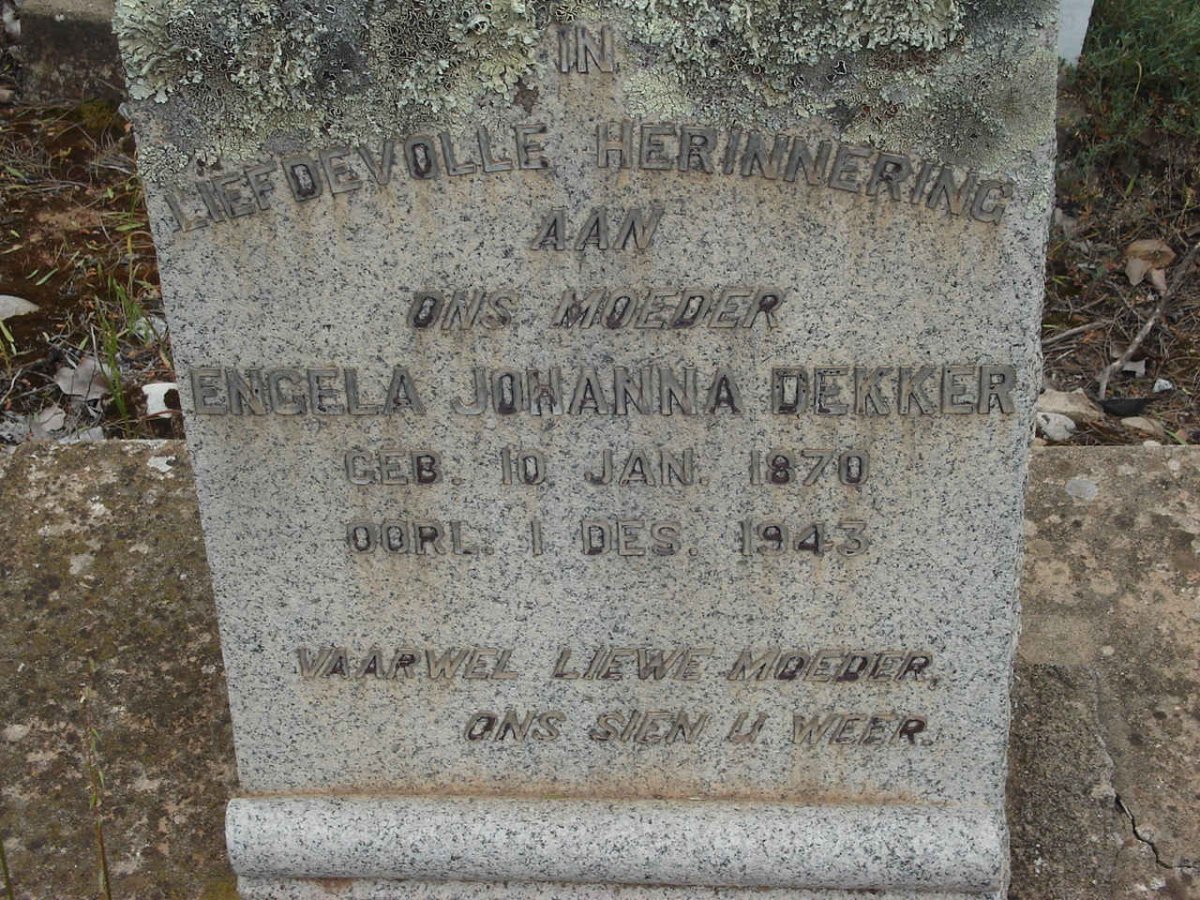 IN
LIEFDEVOLLE HERINNERING
AAN
ONS MOEDER
ENGELA JOHANNA DEKKER
GEB. 10 JAN. 1870
OORL. 1 DES. 1943
VAARWEL LIEWE MOEDER,
ONS SIEN U WEER.